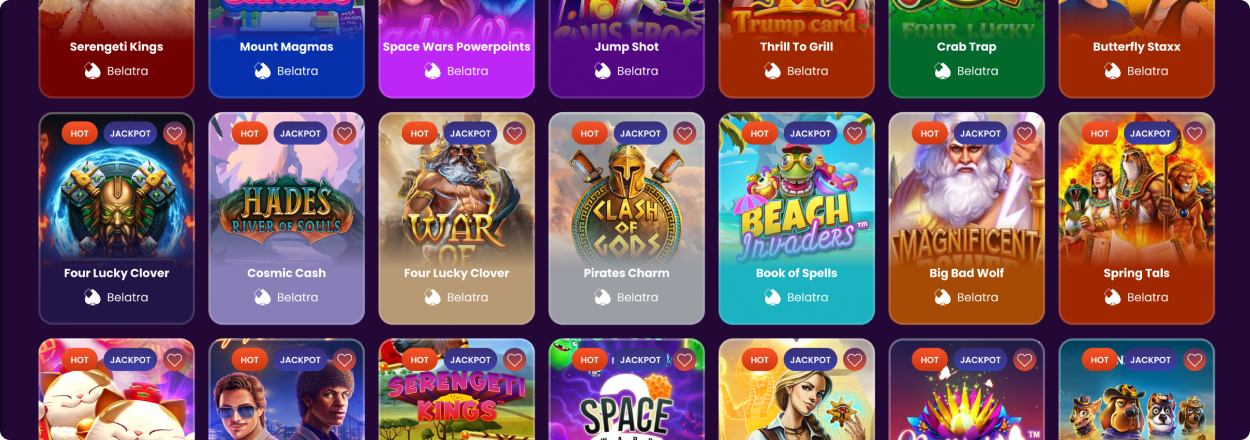 Trump card
FOUR LUCKY
Serengeti Kings
Mount Magmas
Space Wars Powerpoints
Jump Shot
Thrill To Grill
Crab Trap
Butterfly Staxx
Belatra
Belatra
Belatra
Belatra
Belatra
Belatra
Belatra
HOT JACKPOT
HOT JACKPOT
HOT JACKPOT
HOT JACKPOT
HOT JACKPOT
HOT JACKPOT
HOT JACKPOT
HADES
RIVER OF SOULS
WAR
OF
CLASH
OF
GODS
BEACH
Invaders™
MAGNIFICENT
Four Lucky Clover
Cosmic Cash
Four Lucky Clover
Pirates Charm
Book of Spells
Big Bad Wolf
Spring Tals
Belatra
Belatra
Belatra
Belatra
Belatra
Belatra
Belatra
HOT JACKPOT
HOT JACKPOT
HOT JACKPOT
HOT JACKPOT
HOT JACKPOT
HOT JACKPOT
HOT JACKPOT
SERENGETI
KINGS
SPACE
WARS
TM